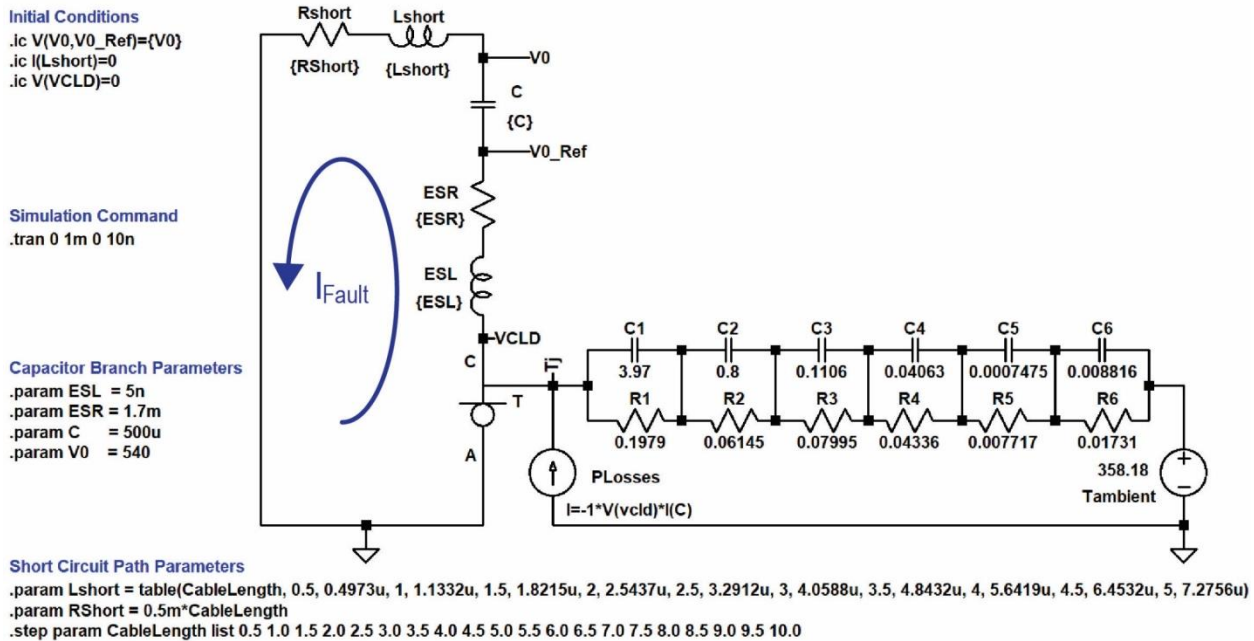 Initial Conditions
.ic V(V0,V0_Ref)={V0}
.ic I(Lshort)=0
.ic V(VCLD)=0
Rshort
{RShort}
Lshort
{Lshort}
V0
C
{C}
V0_Ref
ESR
{ESR}
ESL
{ESL}
VCLD
C
T
A
Simulation Command
.tran 0 1m 0 10n
IFault
Capacitor Branch Parameters
.param ESL = 5n
.param ESR = 1.7m
.param C = 500u
.param V0 = 540
Tj
C1
3.97
C2
0.8
C3
0.1106
C4
0.04063
C5
0.0007475
C6
0.008816
R1
0.1979
R2
0.06145
R3
0.07995
R4
0.04336
R5
0.007717
R6
0.01731
PLosses
I=-1*V(vcld)*I(C)
358.18
Tambient
Short Circuit Path Parameters
.param Lshort = table(CableLength, 0.5, 0.4973u, 1, 1.1332u, 1.5, 1.8215u, 2, 2.5437u, 2.5, 3.2912u, 3, 4.0588u, 3.5, 4.8432u, 4, 5.6419u, 4.5, 6.4532u, 5, 7.2756u)
.param RShort = 0.5m*CableLength
.step param CableLength list 0.5 1.0 1.5 2.0 2.5 3.0 3.5 4.0 4.5 5.0 5.5 6.0 6.5 7.0 7.5 8.0 8.5 9.0 9.5 10.0